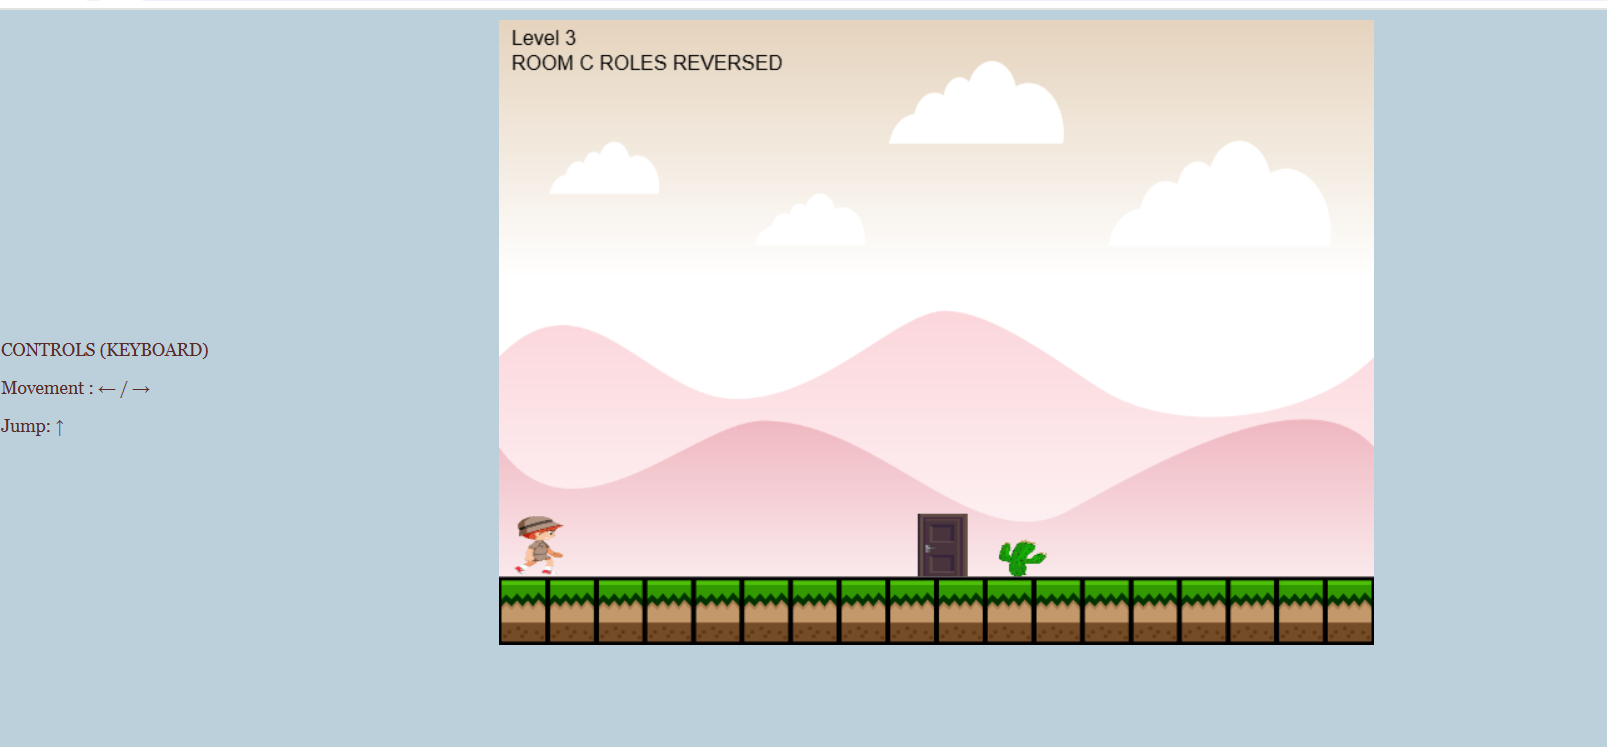 Level 3
ROOM C ROLES REVERSED
CONTROLS (KEYBOARD)
Movement : ← / →
Jump: ↑